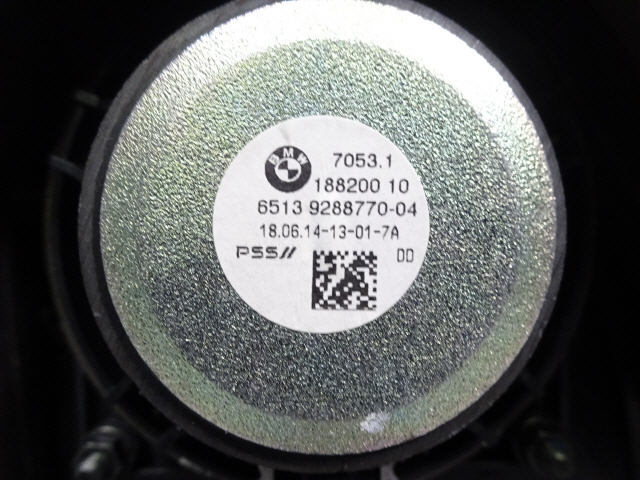 BMW
7053.1
188200 10
6513 9288770-04
18.06.14-13-01-7A
PSS// DD